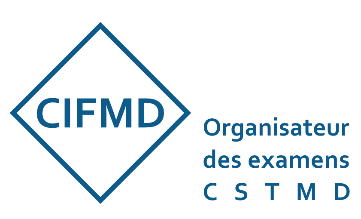 CIFMD
Organisateur
des examens
C S T M D